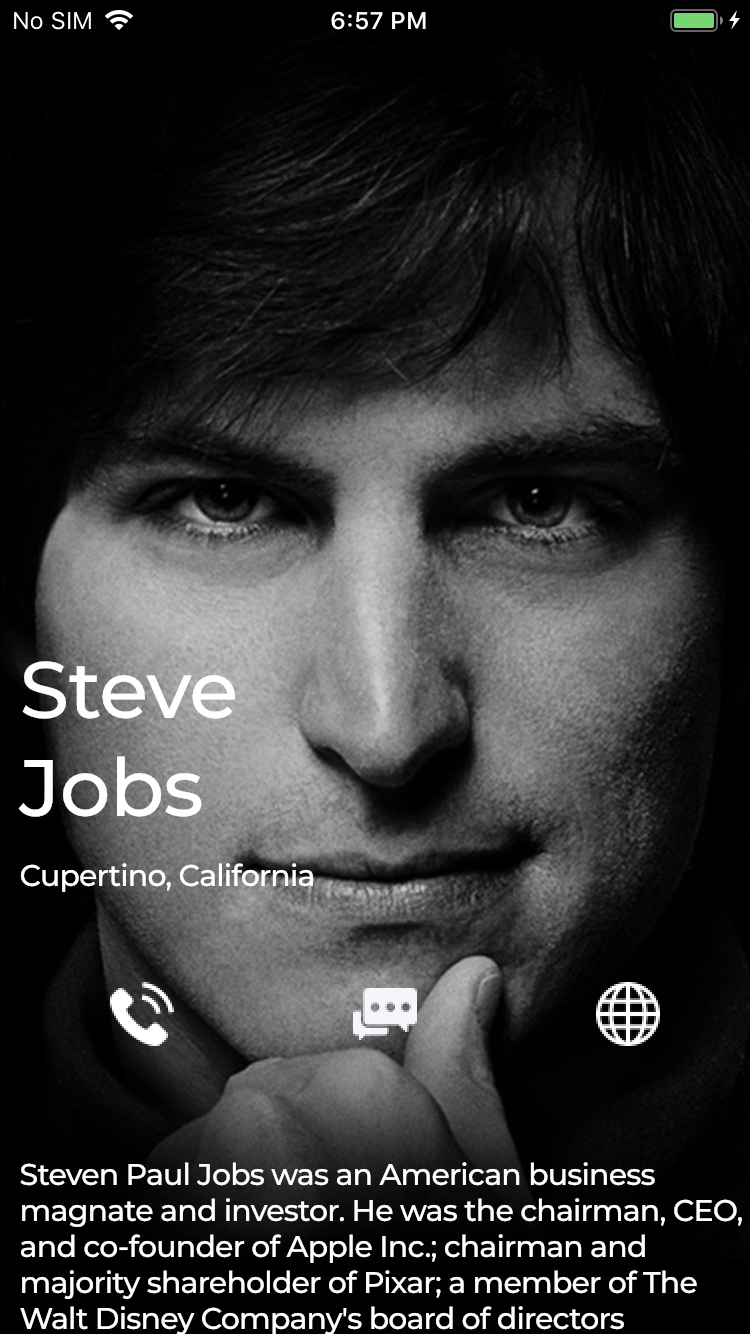 No SIM 6:57 PM
Steve
Jobs
Cupertino, California
Steven Paul Jobs was an American business
magnate and investor. He was the chairman, CEO,
and co-founder of Apple Inc.; chairman and
majority shareholder of Pixar; a member of The
Walt Disney Company's board of directors